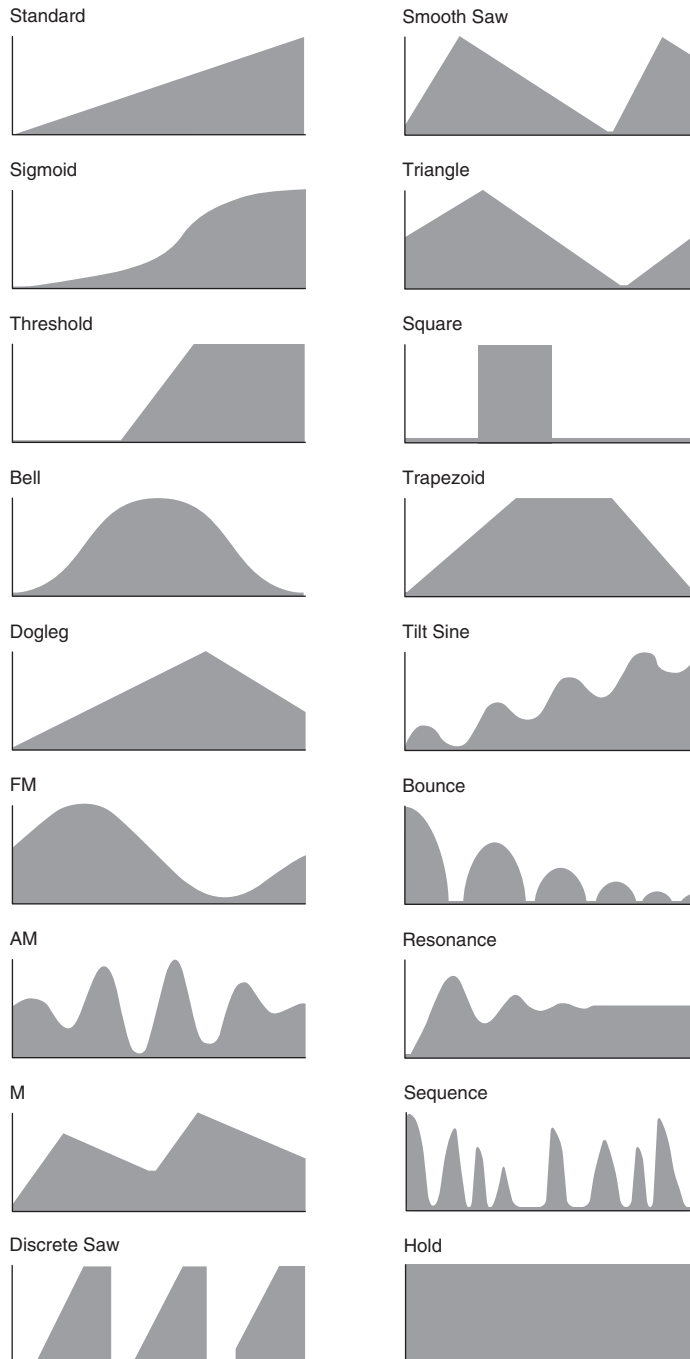 Standard
Smooth Saw
Sigmoid
Triangle
Threshold
Square
Bell
Trapezoid
Dogleg
Tilt Sine
FM
Bounce
AM
Resonance
M
Sequence
Discrete Saw
Hold